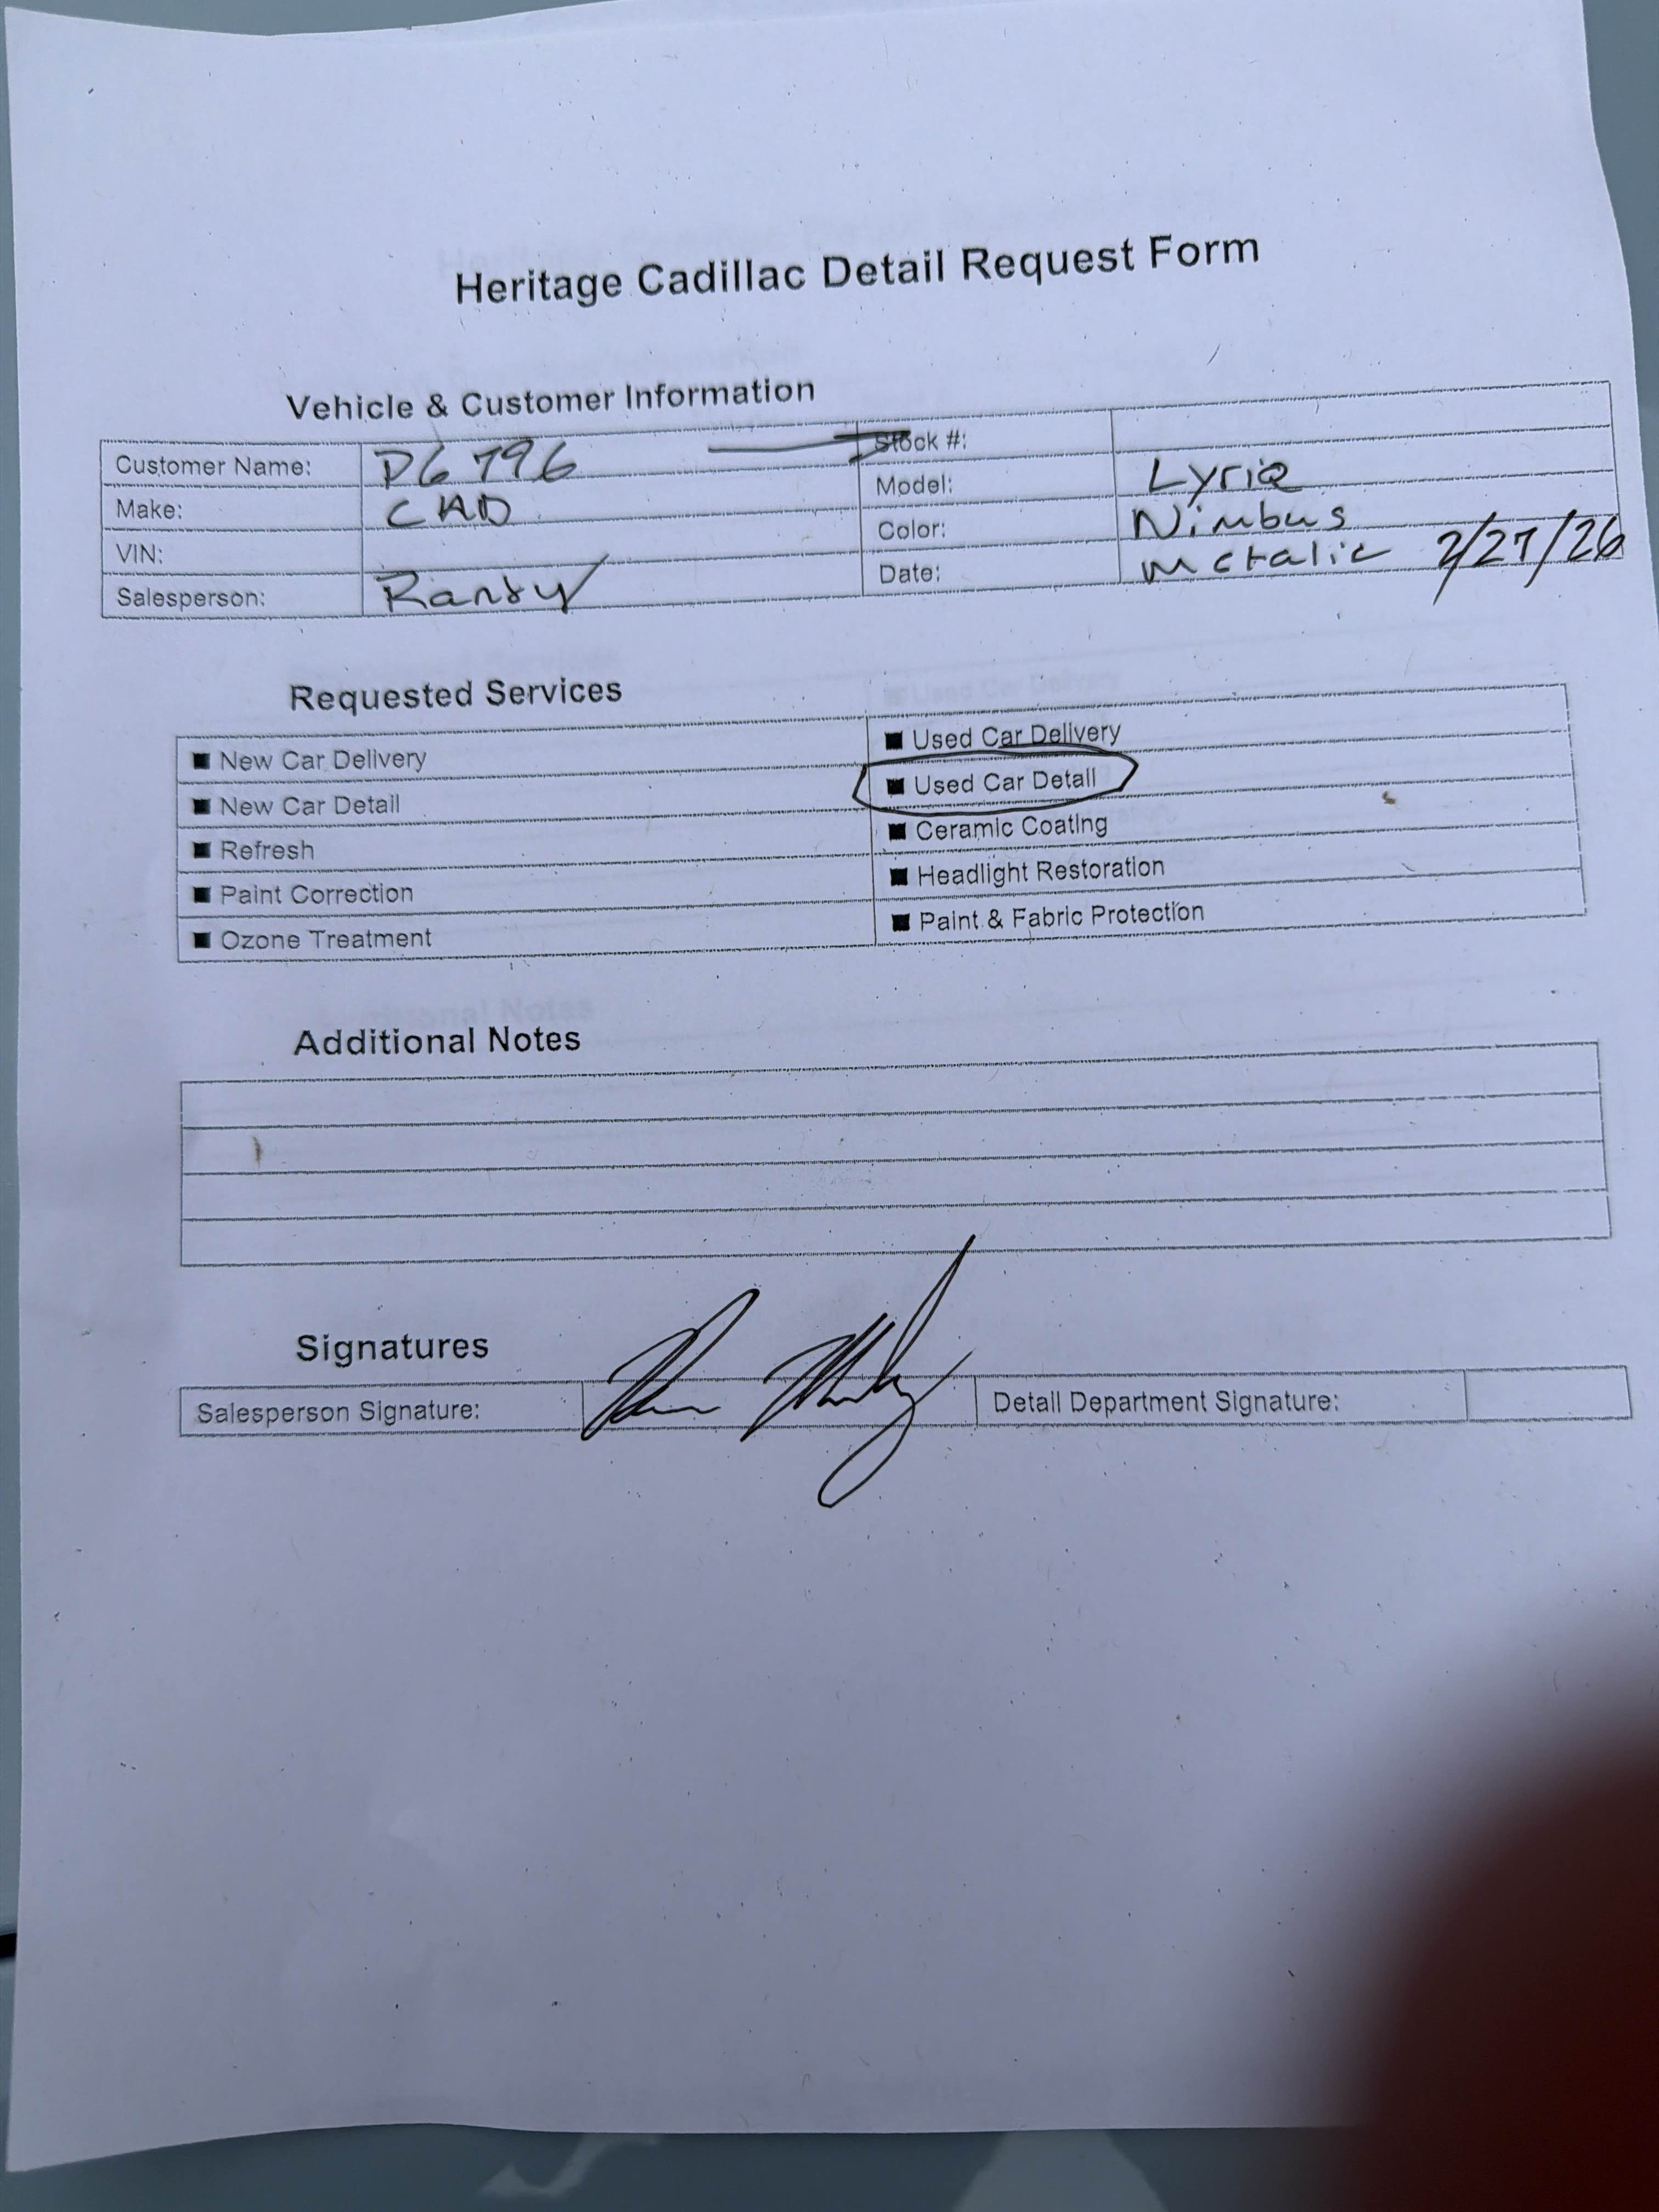 Heritage Cadillac Detail Request Form
Vehicle & Customer Information
Customer Name: P6796 Stock #:
Make: CAD Model: Lyriq
VIN: Color: Nimbus
Salesperson: Randy Date: Metalic 2/27/26
Requested Services
■ New Car Delivery ■ Used Car Delivery
■ New Car Detail ■ Used Car Detail
■ Refresh ■ Ceramic Coating
■ Paint Correction ■ Headlight Restoration
■ Ozone Treatment ■ Paint & Fabric Protection
Additional Notes
Signatures
Salesperson Signature: Detail Department Signature: